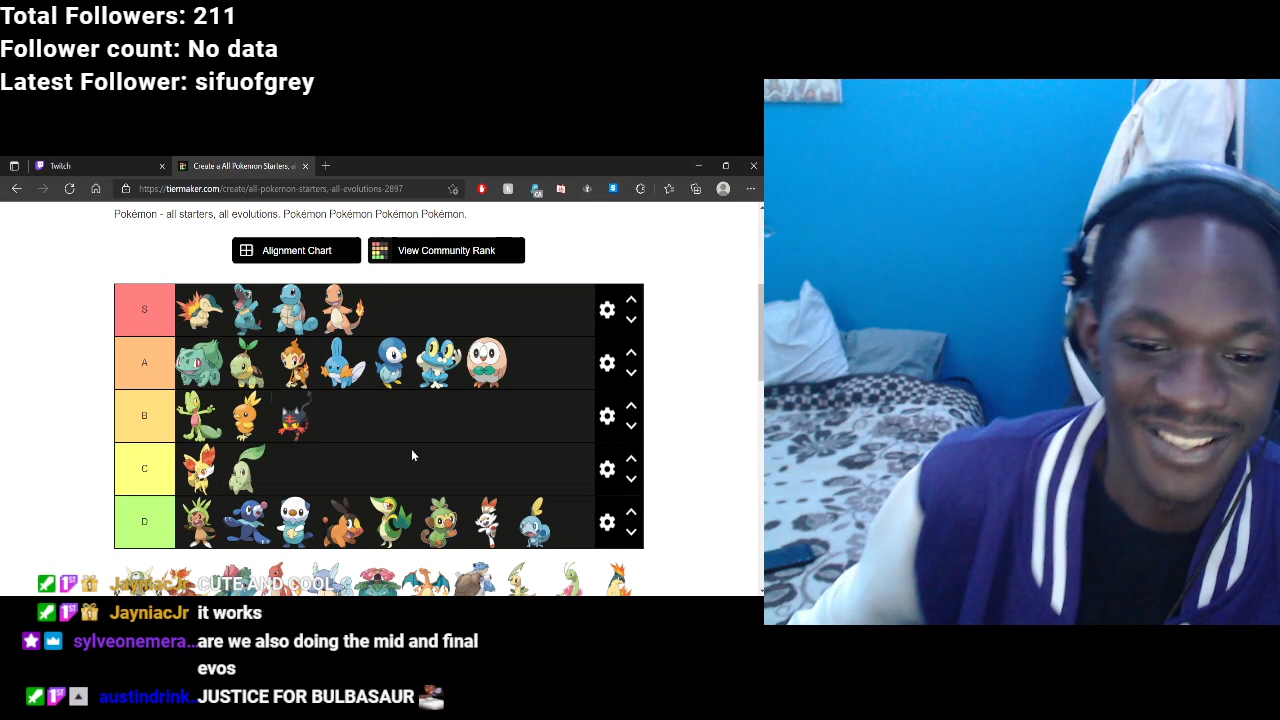 Total Followers: 211
Follower count: No data
Latest Follower: sifuofgrey
Twitch
Create a All Pokemon Starters, a
https://tiermaker.com/create/all-pokemon-starters,-all-evolutions-2897
Pokémon - all starters, all evolutions. Pokémon Pokémon Pokémon Pokémon.
Alignment Chart
View Community Rank
S
A
B
C
D
JayniacJr CUTE AND COOL
JayniacJr it works
sylveonemera... are we also doing the mid and final
evos
austindrink... JUSTICE FOR BULBASAUR